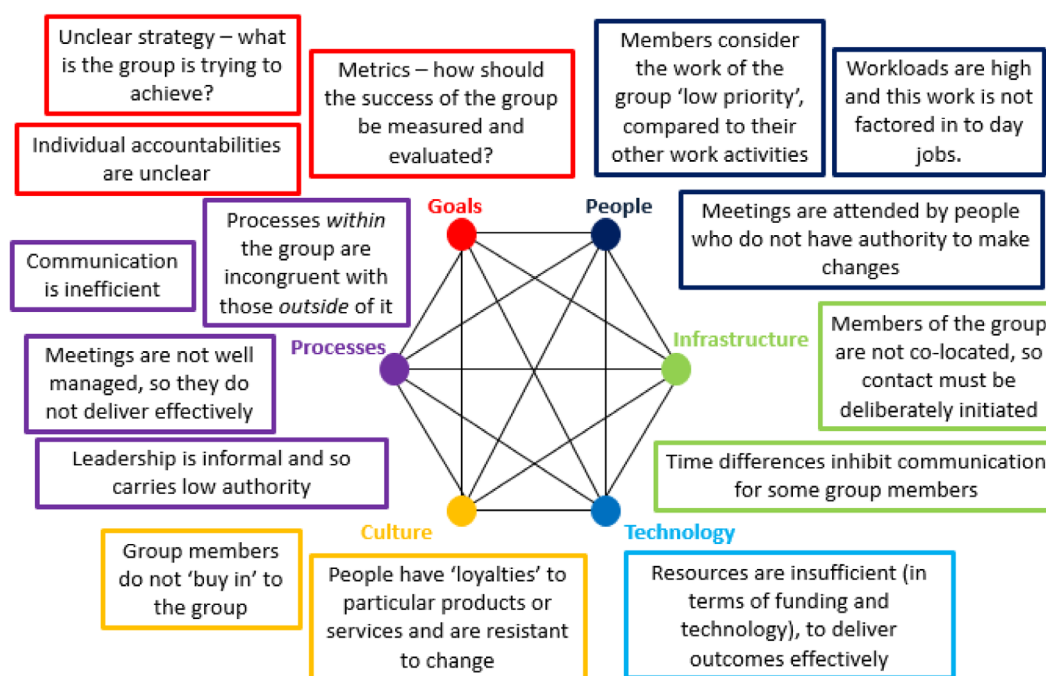 Unclear strategy – what
is the group is trying to
achieve?
Metrics – how should
the success of the group
be measured and
evaluated?
Members consider
the work of the
group ‘low priority’,
compared to their
other work activities
Workloads are high
and this work is not
factored in to day
jobs.
Individual accountabilities
are unclear
Goals
People
Processes within
the group are
incongruent with
those outside of it
Meetings are attended by people
who do not have authority to make
changes
Communication
is inefficient
Processes
Infrastructure
Members of the group
are not co-located, so
contact must be
deliberately initiated
Meetings are not well
managed, so they do
not deliver effectively
Leadership is informal and so
carries low authority
Time differences inhibit communication
for some group members
Culture
Technology
Group members
do not ‘buy in’ to
the group
People have ‘loyalties’ to
particular products or
services and are resistant
to change
Resources are insufficient (in
terms of funding and
technology), to deliver
outcomes effectively